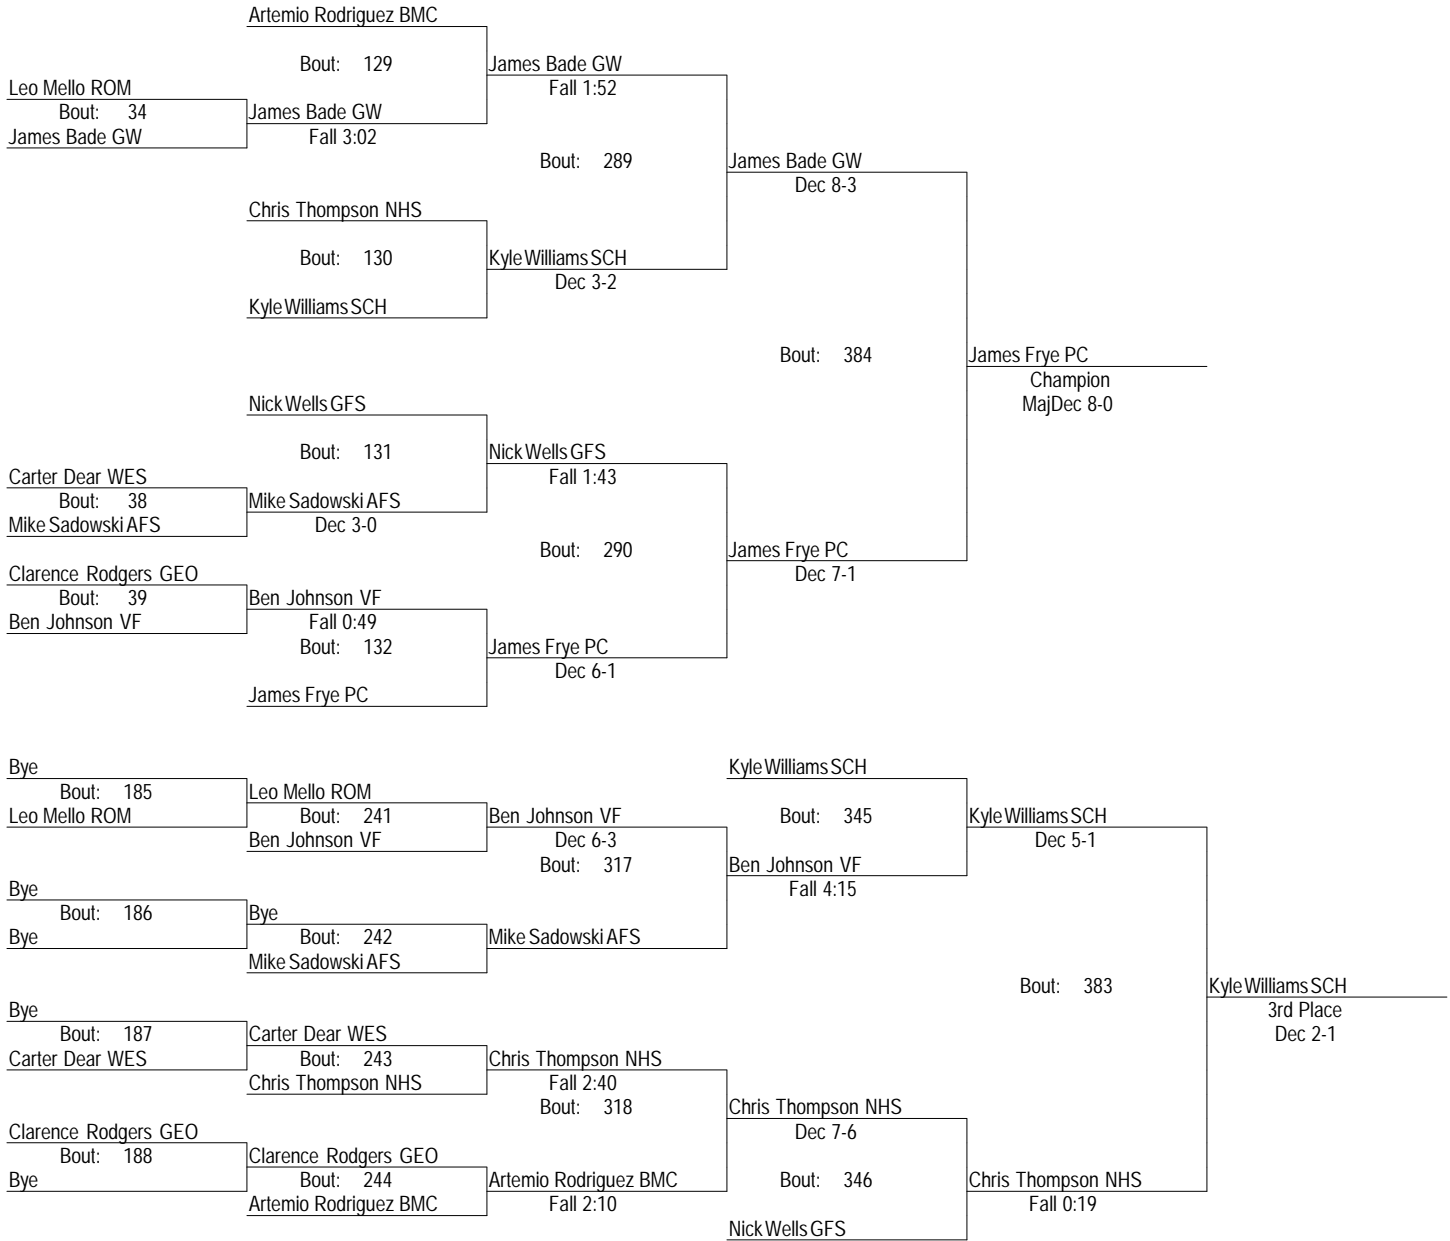 Artemio Rodriguez BMC
Bout: 129
James Bade GW
Leo Mello ROM
Fall 1:52
Bout: 34
James Bade GW
James Bade GW
Fall 3:02
Bout: 289
James Bade GW
Dec 8-3
Chris Thompson NHS
Bout: 130
Kyle Williams SCH
Dec 3-2
Kyle Williams SCH
Bout: 384
James Frye PC
Champion
MajDec 8-0
Nick Wells GFS
Bout: 131
Nick Wells GFS
Carter Dear WES
Fall 1:43
Bout: 38
Mike Sadowski AFS
Mike Sadowski AFS
Dec 3-0
Bout: 290
James Frye PC
Clarence Rodgers GEO
Dec 7-1
Bout: 39
Ben Johnson VF
Ben Johnson VF
Fall 0:49
Bout: 132
James Frye PC
Dec 6-1
James Frye PC
Bye
Kyle Williams SCH
Bout: 185
Leo Mello ROM
Leo Mello ROM
Bout: 241
Ben Johnson VF
Bout: 345
Kyle Williams SCH
Ben Johnson VF
Dec 6-3
Dec 5-1
Bout: 317
Ben Johnson VF
Bye
Fall 4:15
Bout: 186
Bye
Bye
Bout: 242
Mike Sadowski AFS
Mike Sadowski AFS
Bout: 383
Kyle Williams SCH
Bye
3rd Place
Bout: 187
Carter Dear WES
Dec 2-1
Carter Dear WES
Bout: 243
Chris Thompson NHS
Chris Thompson NHS
Fall 2:40
Bout: 318
Chris Thompson NHS
Clarence Rodgers GEO
Dec 7-6
Bout: 188
Clarence Rodgers GEO
Bye
Bout: 244
Artemio Rodriguez BMC
Bout: 346
Chris Thompson NHS
Artemio Rodriguez BMC
Fall 2:10
Fall 0:19
Nick Wells GFS